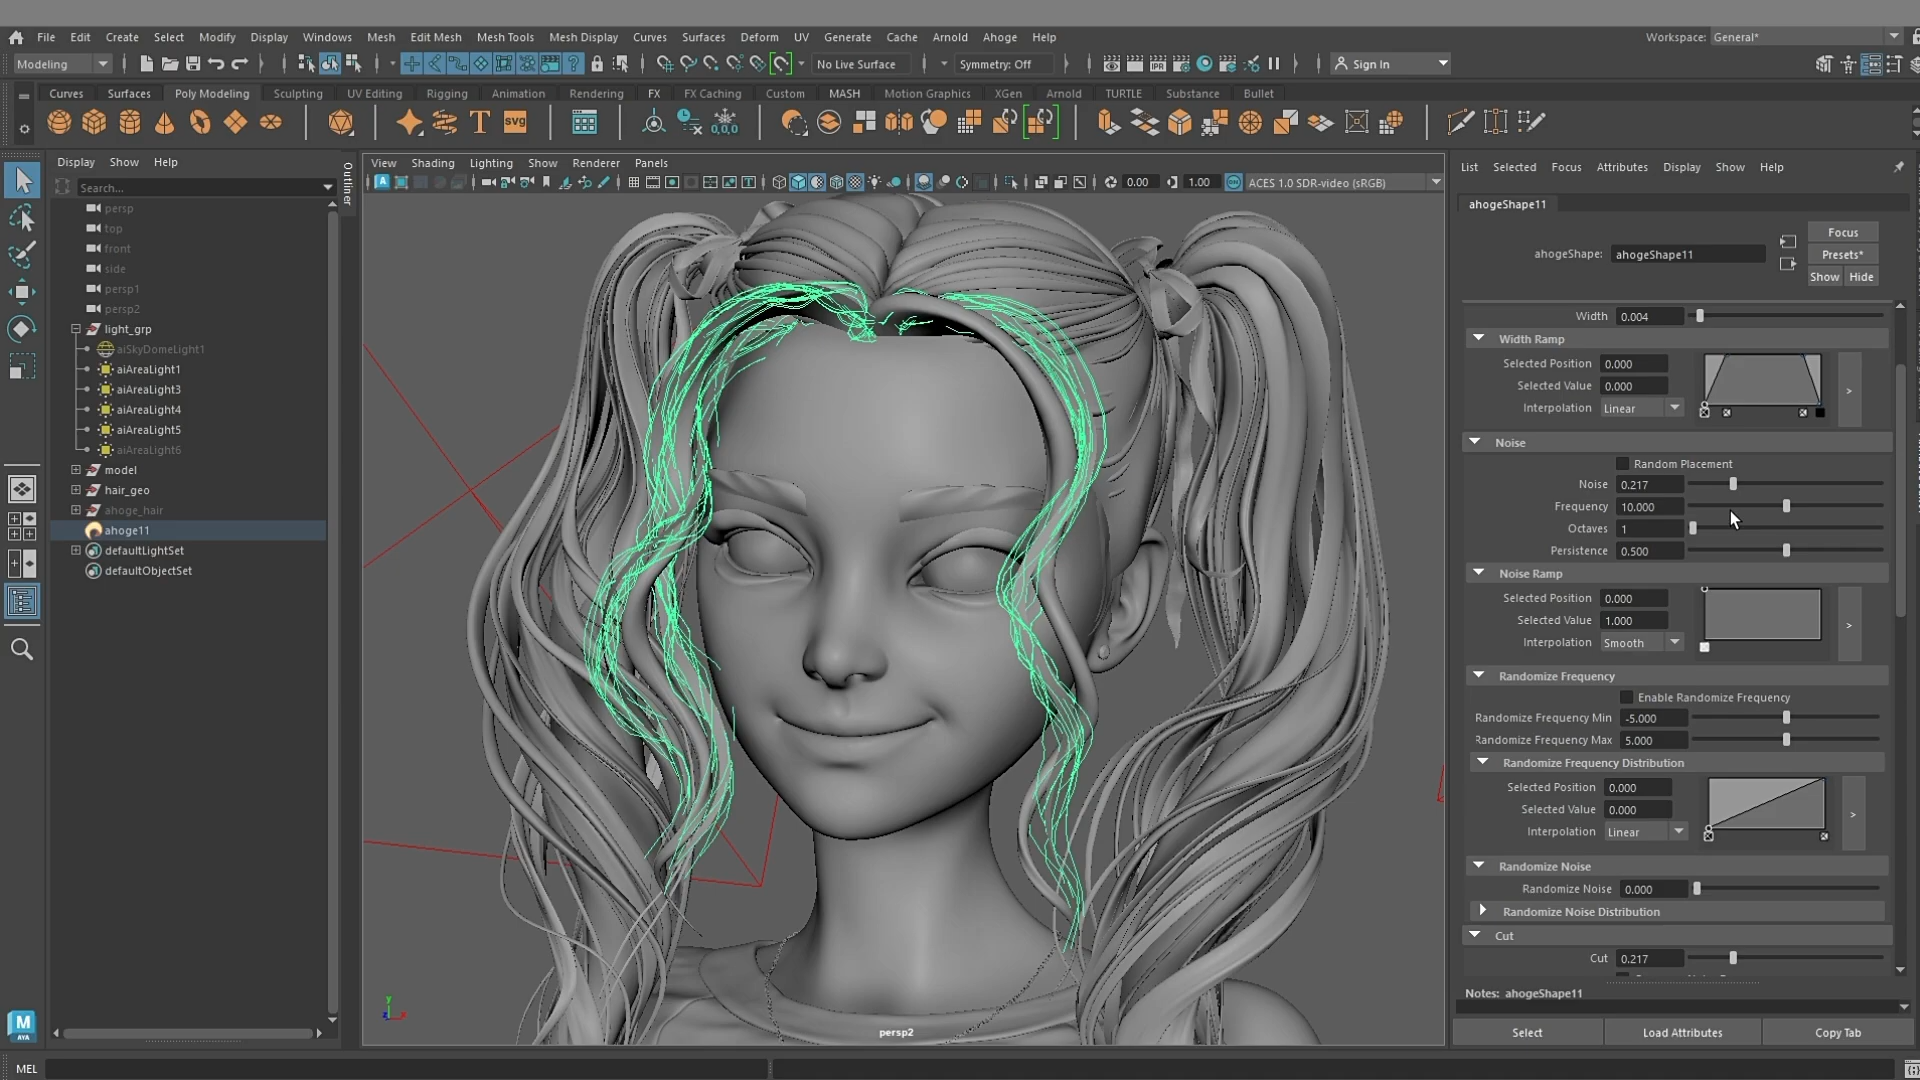 File Edit Create Select Modify Display Windows Mesh Edit Mesh Mesh Tools Mesh Display Curves Surfaces Deform UV Generate Cache Arnold Ahoge Help Workspace: General*
Modeling No Live Surface Symmetry: Off IPR Sign In
Curves Surfaces Poly Modeling Sculpting UV Editing Rigging Animation Rendering FX FX Caching Custom MASH Motion Graphics XGen Arnold TURTLE Substance Bullet
T SVG 0,0,0
Display Show Help
Search...
Outliner
persp
top
front
side
persp1
persp2
light_grp
aiSkyDomeLight1
aiAreaLight1
aiAreaLight3
aiAreaLight4
aiAreaLight5
aiAreaLight6
model
hair_geo
ahoge_hair
ahoge11
defaultLightSet
defaultObjectSet
View Shading Lighting Show Renderer Panels
0.00 1.00 ACES 1.0 SDR-video (sRGB)
y
z x
persp2
List Selected Focus Attributes Display Show Help
ahogeShape11
Focus
ahogeShape: ahogeShape11 Presets*
Show Hide
Width 0.004
Width Ramp
Selected Position 0.000
Selected Value 0.000
Interpolation Linear
>
Noise
Random Placement
Noise 0.217
Frequency 10.000
Octaves 1
Persistence 0.500
Noise Ramp
Selected Position 0.000
Selected Value 1.000
Interpolation Smooth
>
Randomize Frequency
Enable Randomize Frequency
Randomize Frequency Min -5.000
Randomize Frequency Max 5.000
Randomize Frequency Distribution
Selected Position 0.000
Selected Value 0.000
Interpolation Linear
>
Randomize Noise
Randomize Noise 0.000
Randomize Noise Distribution
Cut
Cut 0.217
Notes: ahogeShape11
Select Load Attributes Copy Tab
M
AYA
MEL